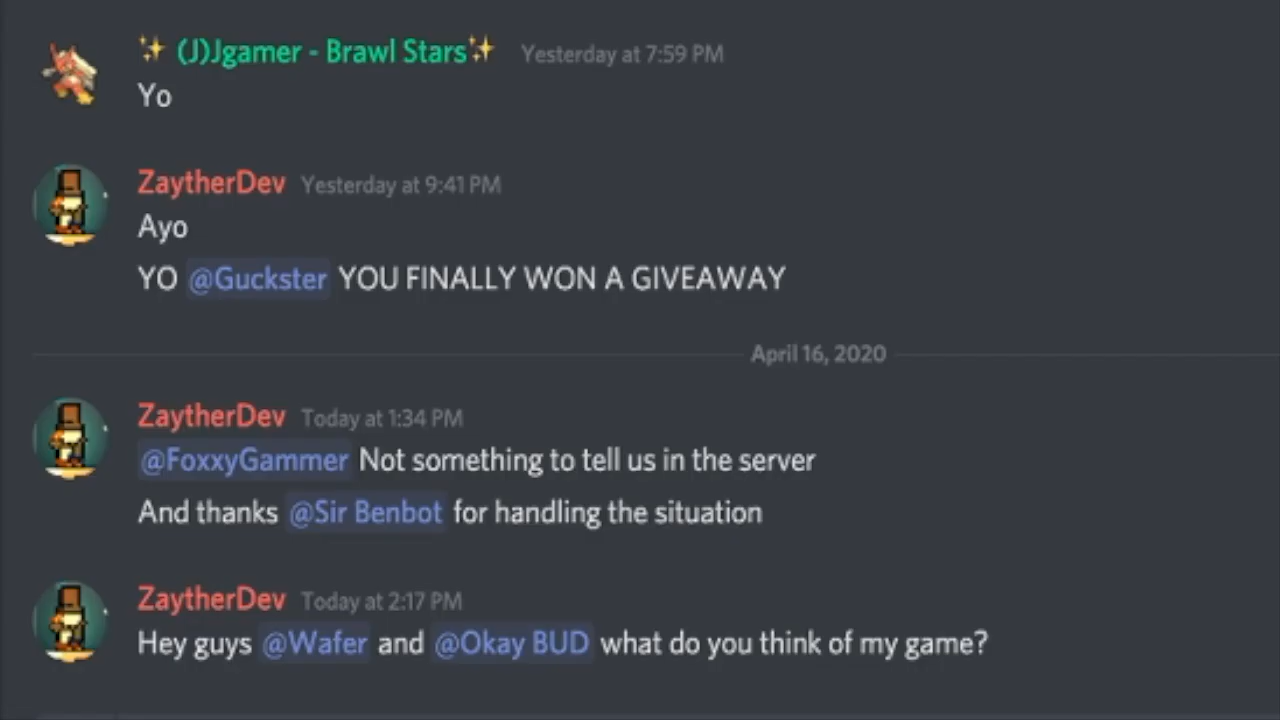 ✨ (J)Jgamer - Brawl Stars✨ Yesterday at 7:59 PM
Yo
ZaytherDev Yesterday at 9:41 PM
Ayo
YO @Guckster YOU FINALLY WON A GIVEAWAY
April 16, 2020
ZaytherDev Today at 1:34 PM
@FoxxyGammer Not something to tell us in the server
And thanks @Sir Benbot for handling the situation
ZaytherDev Today at 2:17 PM
Hey guys @Wafer and @Okay BUD what do you think of my game?